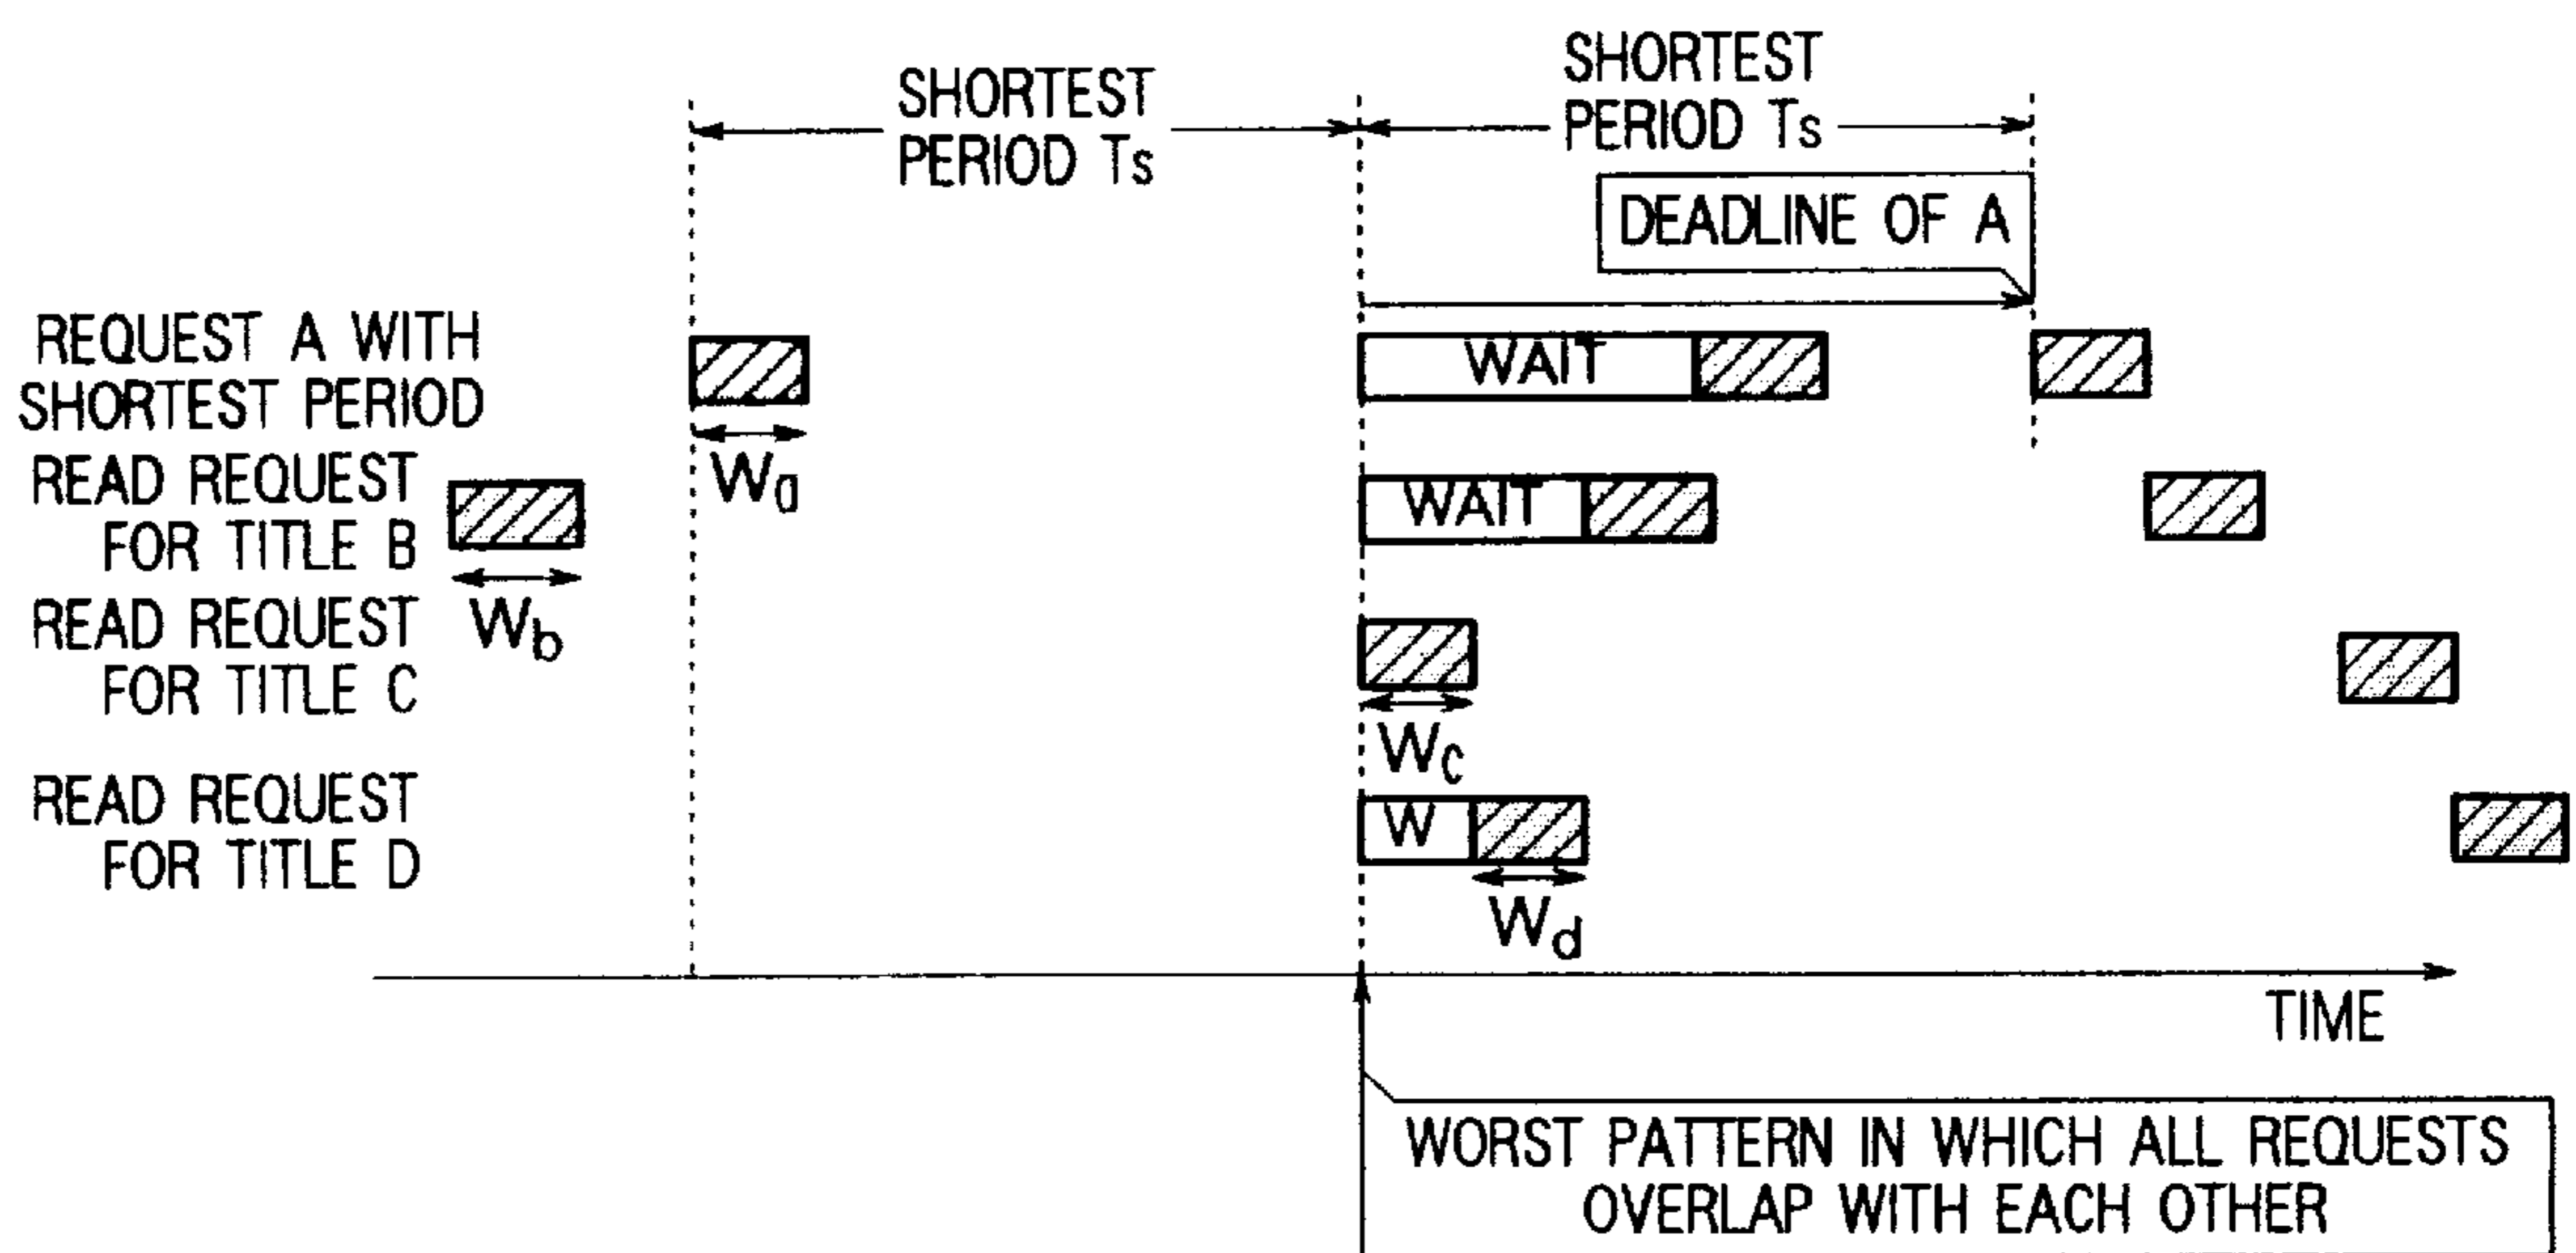 SHORTEST
PERIOD Ts
SHORTEST
PERIOD Ts
DEADLINE OF A
REQUEST A WITH
SHORTEST PERIOD
WAIT
Wa
READ REQUEST
FOR TITLE B
WAIT
Wb
READ REQUEST
FOR TITLE C
Wc
READ REQUEST
FOR TITLE D
W
Wd
TIME
WORST PATTERN IN WHICH ALL REQUESTS
OVERLAP WITH EACH OTHER